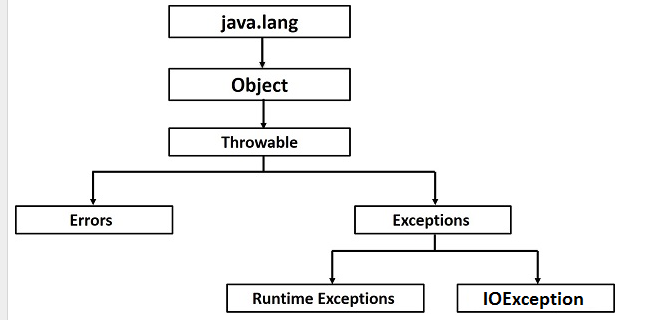 java.lang
Object
Throwable
Errors
Exceptions
Runtime Exceptions
IOException